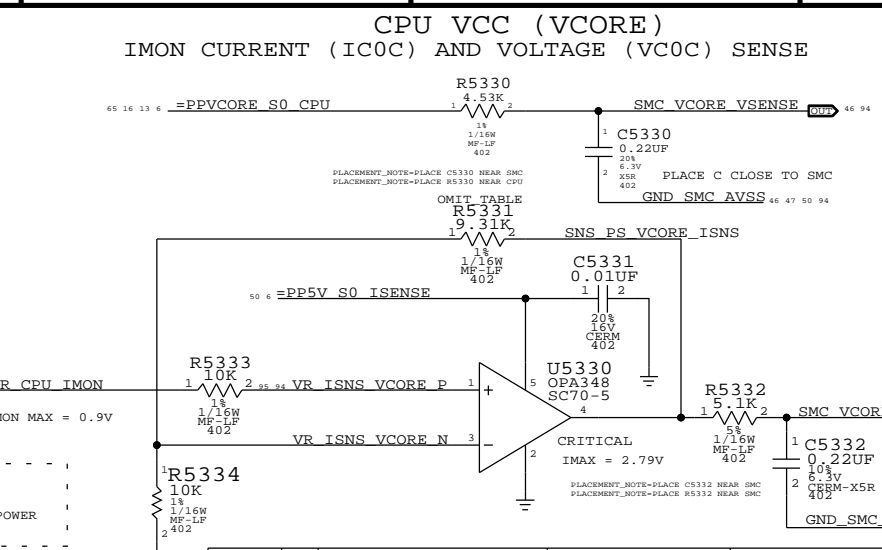 CPU VCC (VCORE)
IMON CURRENT (IC0C) AND VOLTAGE (VC0C) SENSE
R5330
4.53K
65 16 13 6 =PPVCORE_S0_CPU
1 2
SMC_VCORE_VSENSE OUT 46 94
1%
1/16W
MF-LF
402
1 C5330
0.22UF
20%
6.3V
2 X5R
402
PLACE C CLOSE TO SMC
PLACEMENT_NOTE=PLACE C5330 NEAR SMC
PLACEMENT_NOTE=PLACE R5330 NEAR CPU
GND_SMC_AVSS 46 47 50 94
OMIT_TABLE
R5331
9.31K
1 2
SNS_PS_VCORE_ISNS
1%
1/16W
MF-LF
402
C5331
0.01UF
1 2
50 6 =PP5V_S0_ISENSE
20%
16V
CERM
402
R5333
10K
R_CPU_IMON
1 2 95 94 VR_ISNS_VCORE_P 1
+
5
U5330
OPA348
SC70-5
1%
1/16W
MF-LF
402
MON MAX = 0.9V
4
R5332
5.1K
1 2
SMC_VCORE
5%
1/16W
MF-LF
402
VR_ISNS_VCORE_N 3
−
2
CRITICAL
IMAX = 2.79V
1 C5332
0.22UF
10%
6.3V
2 CERM-X5R
402
PLACEMENT_NOTE=PLACE C5332 NEAR SMC
PLACEMENT_NOTE=PLACE R5332 NEAR SMC
1 R5334
10K
1%
1/16W
MF-LF
2 402
POWER
GND_SMC_